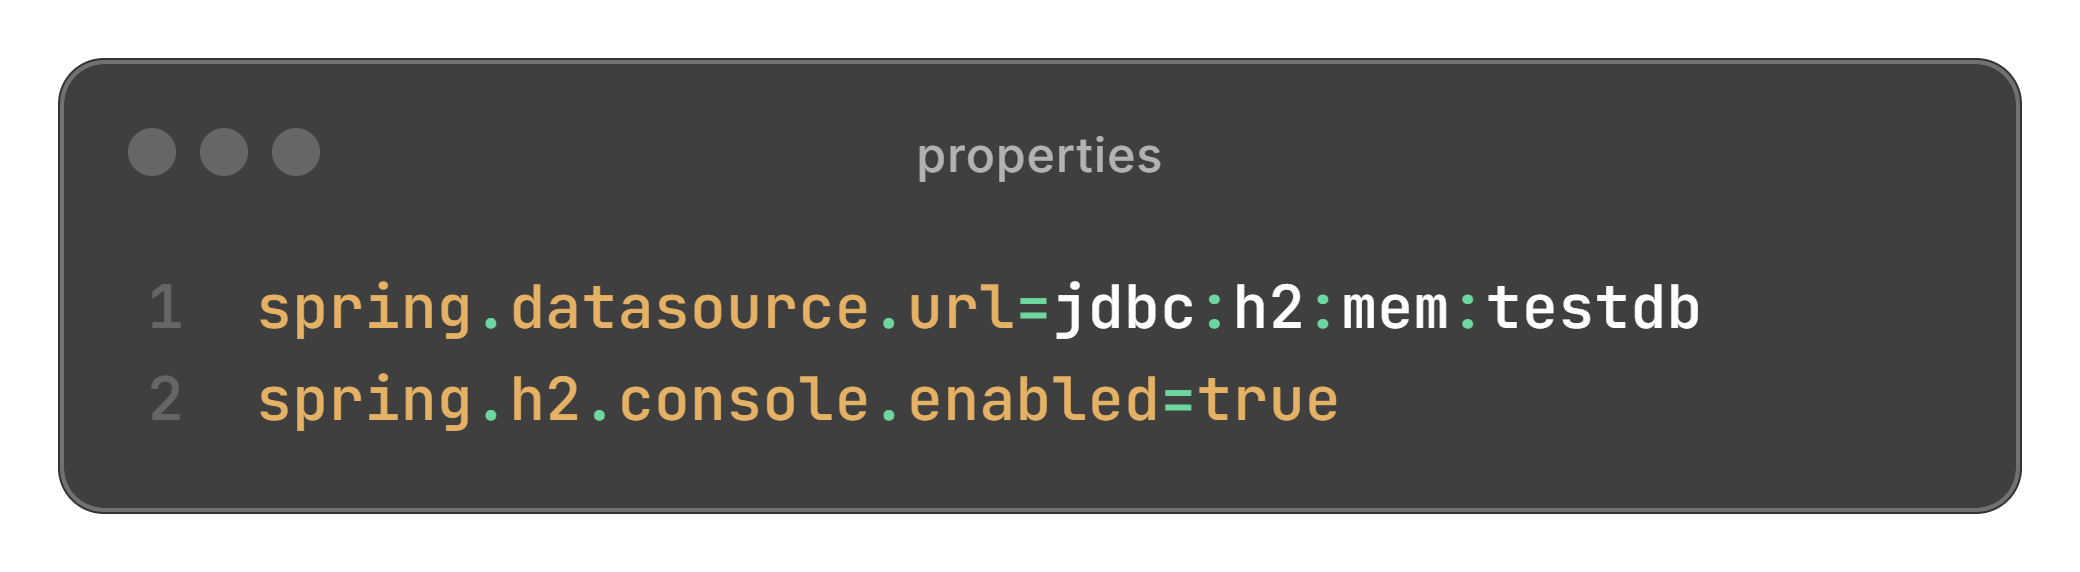 properties
1 spring.datasource.url=jdbc:h2:mem:testdb
2 spring.h2.console.enabled=true